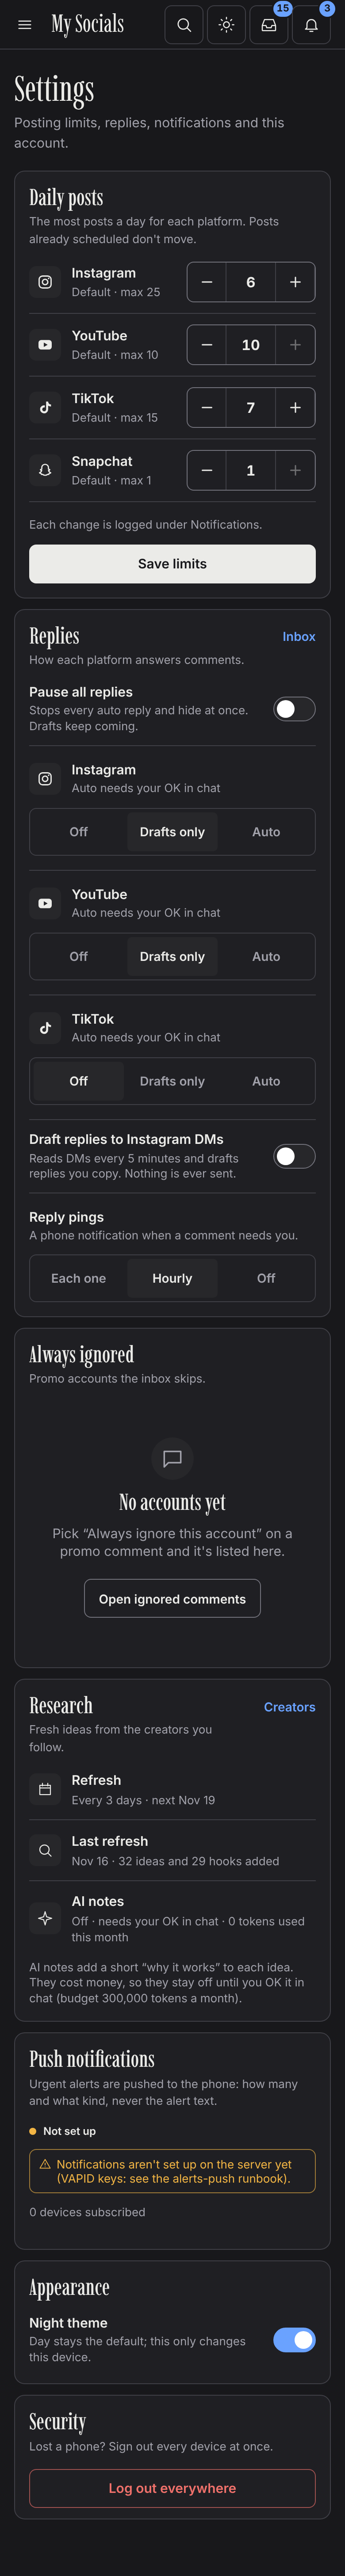 My Socials
15
3
Settings
Posting limits, replies, notifications and this
account.
Daily posts
The most posts a day for each platform. Posts
already scheduled don't move.
Instagram
Default · max 25
6
YouTube
Default · max 10
10
TikTok
Default · max 15
7
Snapchat
Default · max 1
1
Each change is logged under Notifications.
Save limits
Replies
Inbox
How each platform answers comments.
Pause all replies
Stops every auto reply and hide at once.
Drafts keep coming.
Instagram
Auto needs your OK in chat
Off Drafts only Auto
YouTube
Auto needs your OK in chat
Off Drafts only Auto
TikTok
Auto needs your OK in chat
Off Drafts only Auto
Draft replies to Instagram DMs
Reads DMs every 5 minutes and drafts
replies you copy. Nothing is ever sent.
Reply pings
A phone notification when a comment needs you.
Each one Hourly Off
Always ignored
Promo accounts the inbox skips.
No accounts yet
Pick “Always ignore this account” on a
promo comment and it's listed here.
Open ignored comments
Research
Creators
Fresh ideas from the creators you
follow.
Refresh
Every 3 days · next Nov 19
Last refresh
Nov 16 · 32 ideas and 29 hooks added
AI notes
Off · needs your OK in chat · 0 tokens used
this month
AI notes add a short “why it works” to each idea.
They cost money, so they stay off until you OK it in
chat (budget 300,000 tokens a month).
Push notifications
Urgent alerts are pushed to the phone: how many
and what kind, never the alert text.
Not set up
Notifications aren't set up on the server yet
(VAPID keys: see the alerts-push runbook).
0 devices subscribed
Appearance
Night theme
Day stays the default; this only changes
this device.
Security
Lost a phone? Sign out every device at once.
Log out everywhere